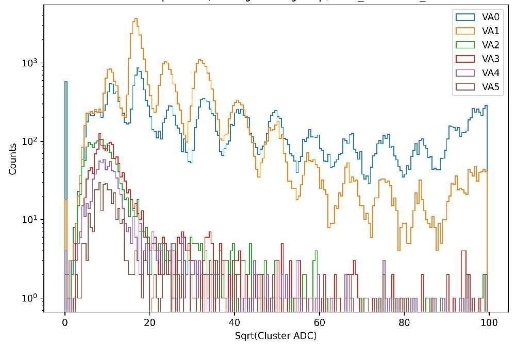 VA0
VA1
VA2
VA3
VA4
VA5
Counts
10³
10²
10¹
10⁰
0 20 40 60 80 100
Sqrt(Cluster ADC)